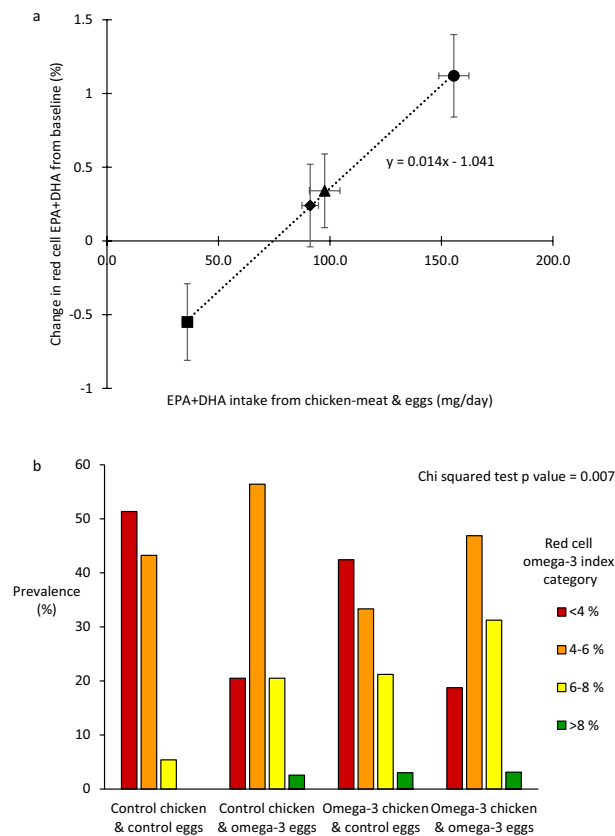 a
Change in red cell EPA+DHA from baseline (%)
1.5
1
0.5
0
-0.5
-1
0.0
50.0
100.0
150.0
200.0
y = 0.014x - 1.041
EPA+DHA intake from chicken-meat & eggs (mg/day)
b
Chi squared test p value = 0.007
Prevalence
(%)
60
50
40
30
20
10
0
Red cell
omega-3 index
category
<4 %
4-6 %
6-8 %
>8 %
Control chicken
& control eggs
Control chicken
& omega-3 eggs
Omega-3 chicken
& control eggs
Omega-3 chicken
& omega-3 eggs